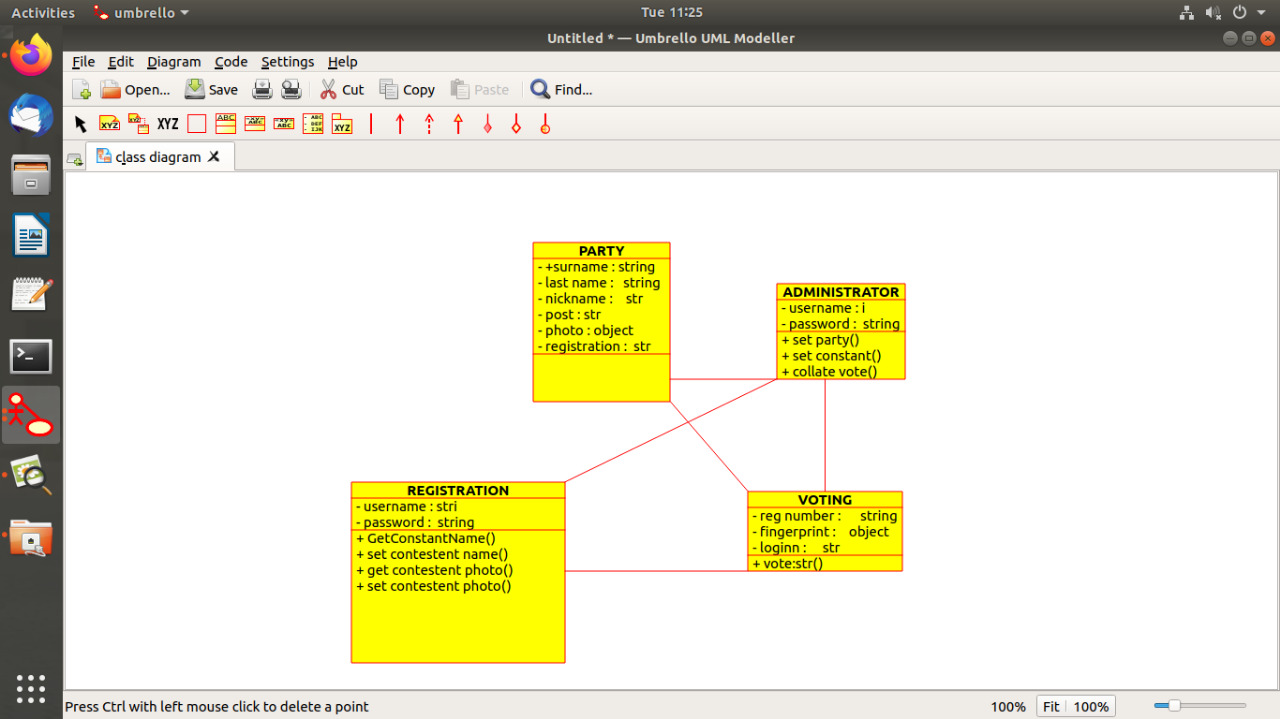 Activities umbrello Tue 11:25
Untitled * — Umbrello UML Modeller
File Edit Diagram Code Settings Help
Open... Save Cut Copy Paste Find...
XYZ XYZ ABC ABC ABC XYZ
class diagram
PARTY
- +surname : string
- last name : string
- nickname : str
- post : str
- photo : object
- registration : str
ADMINISTRATOR
- username : i
- password : string
+ set party()
+ set constant()
+ collate vote()
REGISTRATION
- username : stri
- password : string
+ GetConstantName()
+ set contestent name()
+ get contestent photo()
+ set contestent photo()
VOTING
- reg number : string
- fingerprint : object
- loginn : str
+ vote:str()
Press Ctrl with left mouse click to delete a point 100% Fit 100%